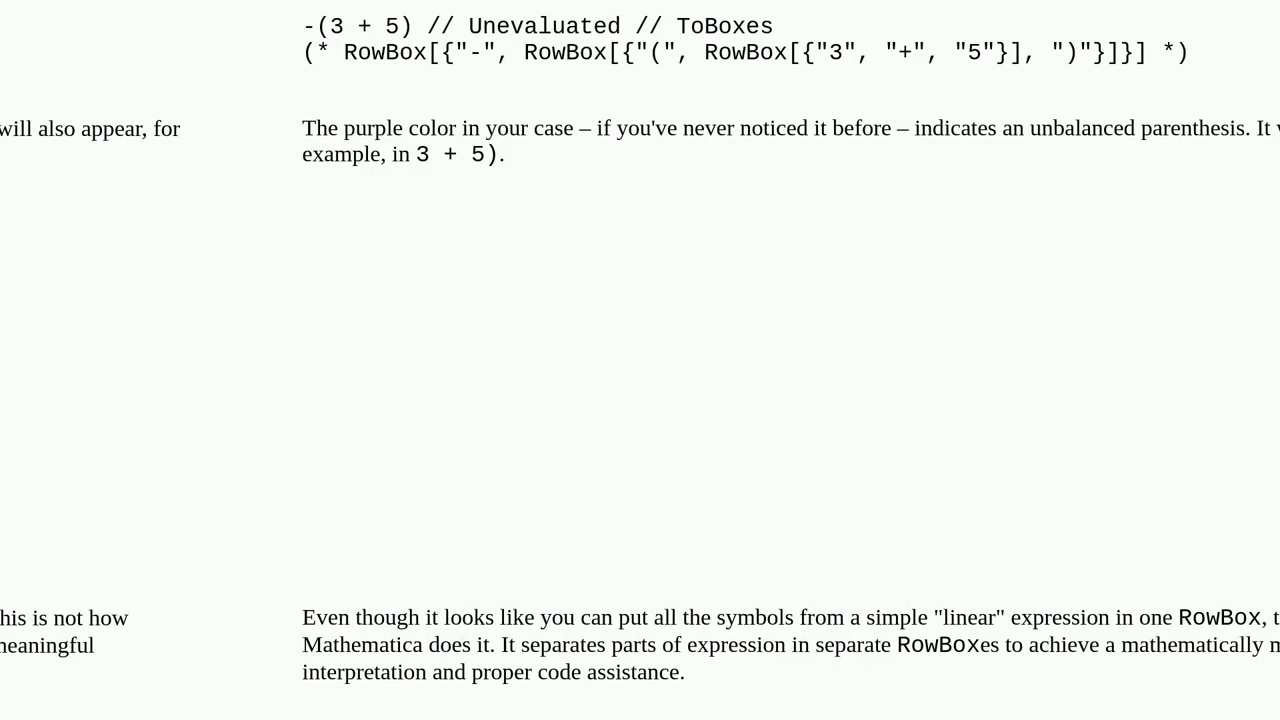 -(3 + 5) // Unevaluated // ToBoxes
(* RowBox[{"-", RowBox[{"(", RowBox[{"3", "+", "5"}], ")"}]}] *)
will also appear, for
The purple color in your case – if you've never noticed it before – indicates an unbalanced parenthesis. It
example, in 3 + 5).
his is not how
meaningful
Even though it looks like you can put all the symbols from a simple "linear" expression in one RowBox, t
Mathematica does it. It separates parts of expression in separate RowBoxes to achieve a mathematically
interpretation and proper code assistance.